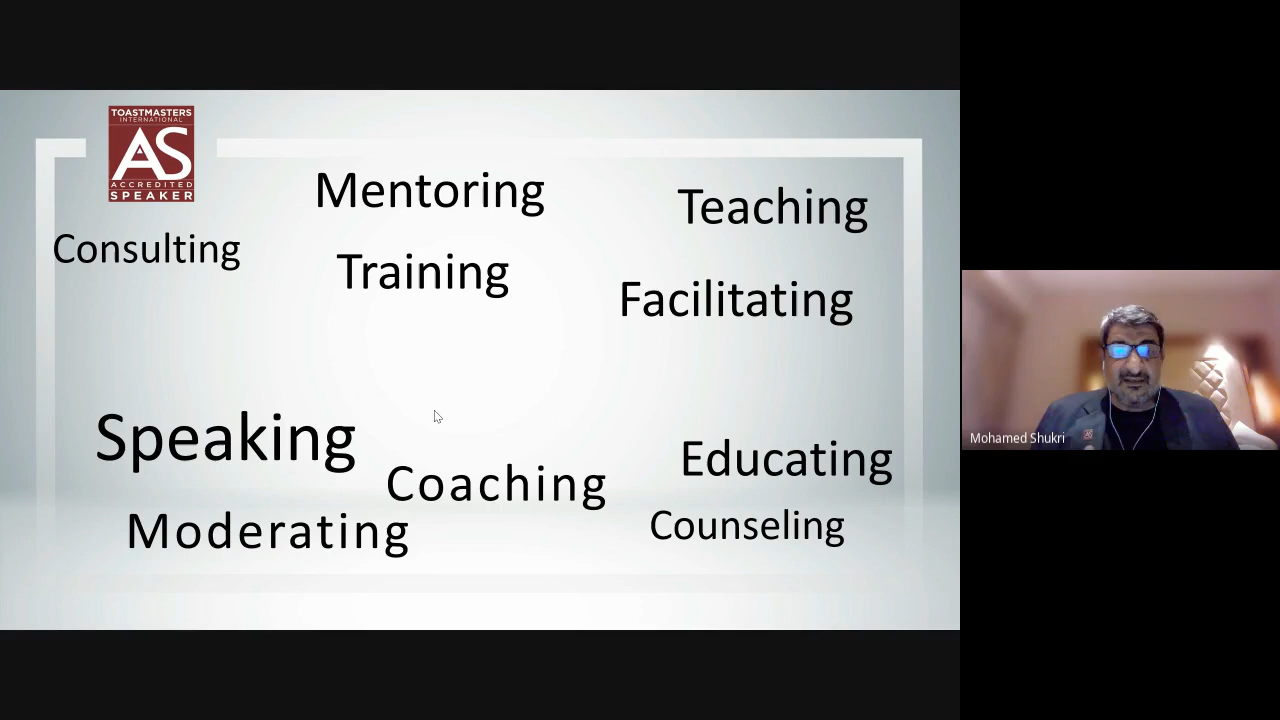 TOASTMASTERS
INTERNATIONAL
AS
ACCREDITED
SPEAKER
Mentoring
Teaching
Consulting
Training
Facilitating
Speaking
Coaching
Educating
Moderating
Counseling
Mohamed Shukri